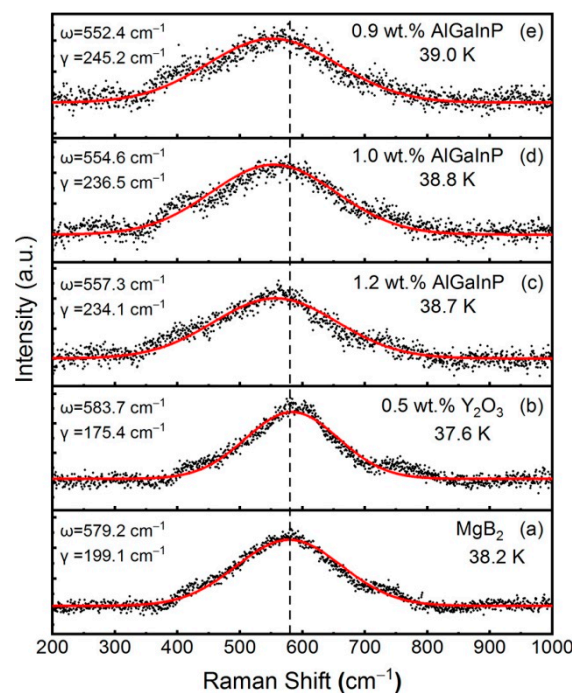 ω=552.4 cm⁻¹ 0.9 wt.% AlGaInP (e)
γ =245.2 cm⁻¹ 39.0 K
ω=554.6 cm⁻¹ 1.0 wt.% AlGaInP (d)
γ =236.5 cm⁻¹ 38.8 K
ω=557.3 cm⁻¹ 1.2 wt.% AlGaInP (c)
γ =234.1 cm⁻¹ 38.7 K
ω=583.7 cm⁻¹ 0.5 wt.% Y₂O₃ (b)
γ =175.4 cm⁻¹ 37.6 K
ω=579.2 cm⁻¹ MgB₂ (a)
γ =199.1 cm⁻¹ 38.2 K
Intensity (a.u.)
200 300 400 500 600 700 800 900 1000
Raman Shift (cm⁻¹)